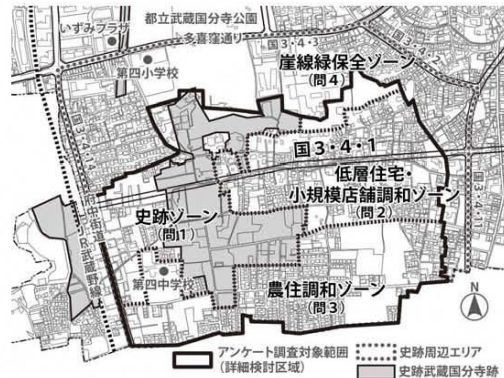 都立武蔵国分寺公園
いずみプラザ
多喜窪通り
国3・4・3
国3・4・2
第四小学校
崖線緑保全ゾーン
(問4)
国3・4・1
国3・4・14
低層住宅・
小規模店舗調和ゾーン
(問2)
府中街道
JR武蔵野線
史跡ゾーン
(問1)
第四中学校
農住調和ゾーン
(問3)
N
アンケート調査対象範囲
(詳細検討区域)
史跡周辺エリア
史跡武蔵国分寺跡